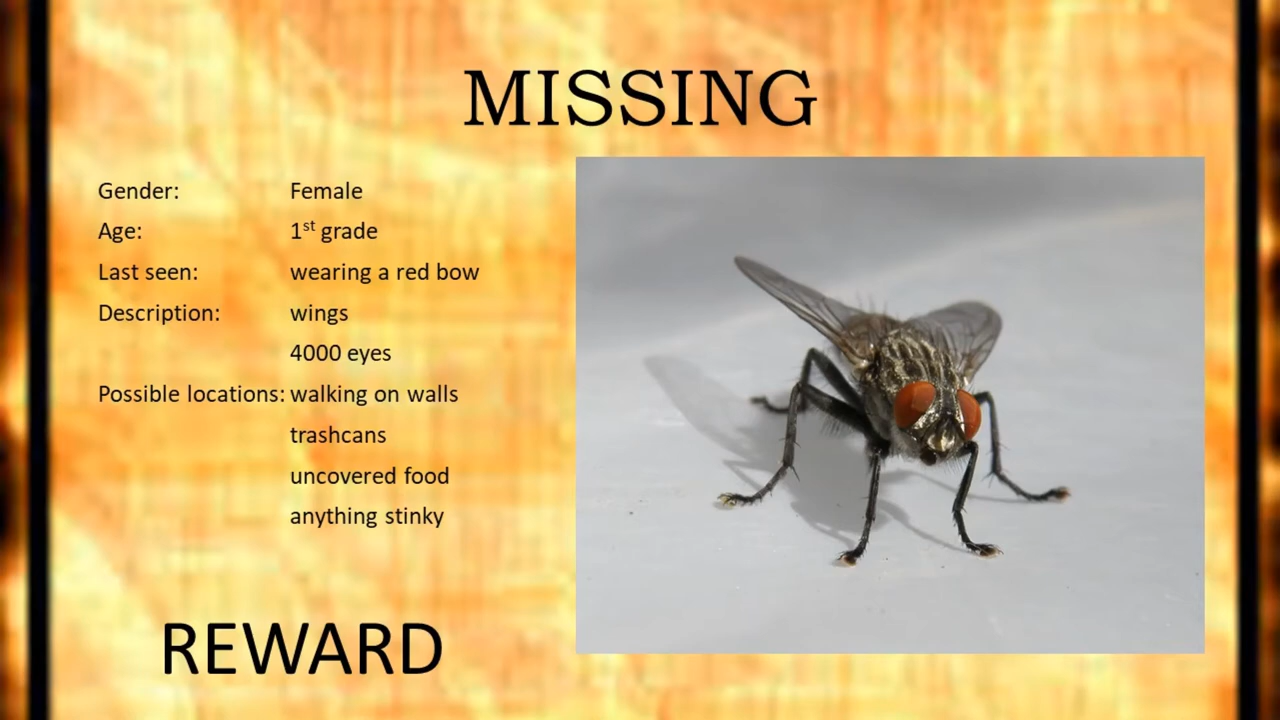 MISSING
Gender: Female
Age: 1st grade
Last seen: wearing a red bow
Description: wings
4000 eyes
Possible locations: walking on walls
trashcans
uncovered food
anything stinky
REWARD